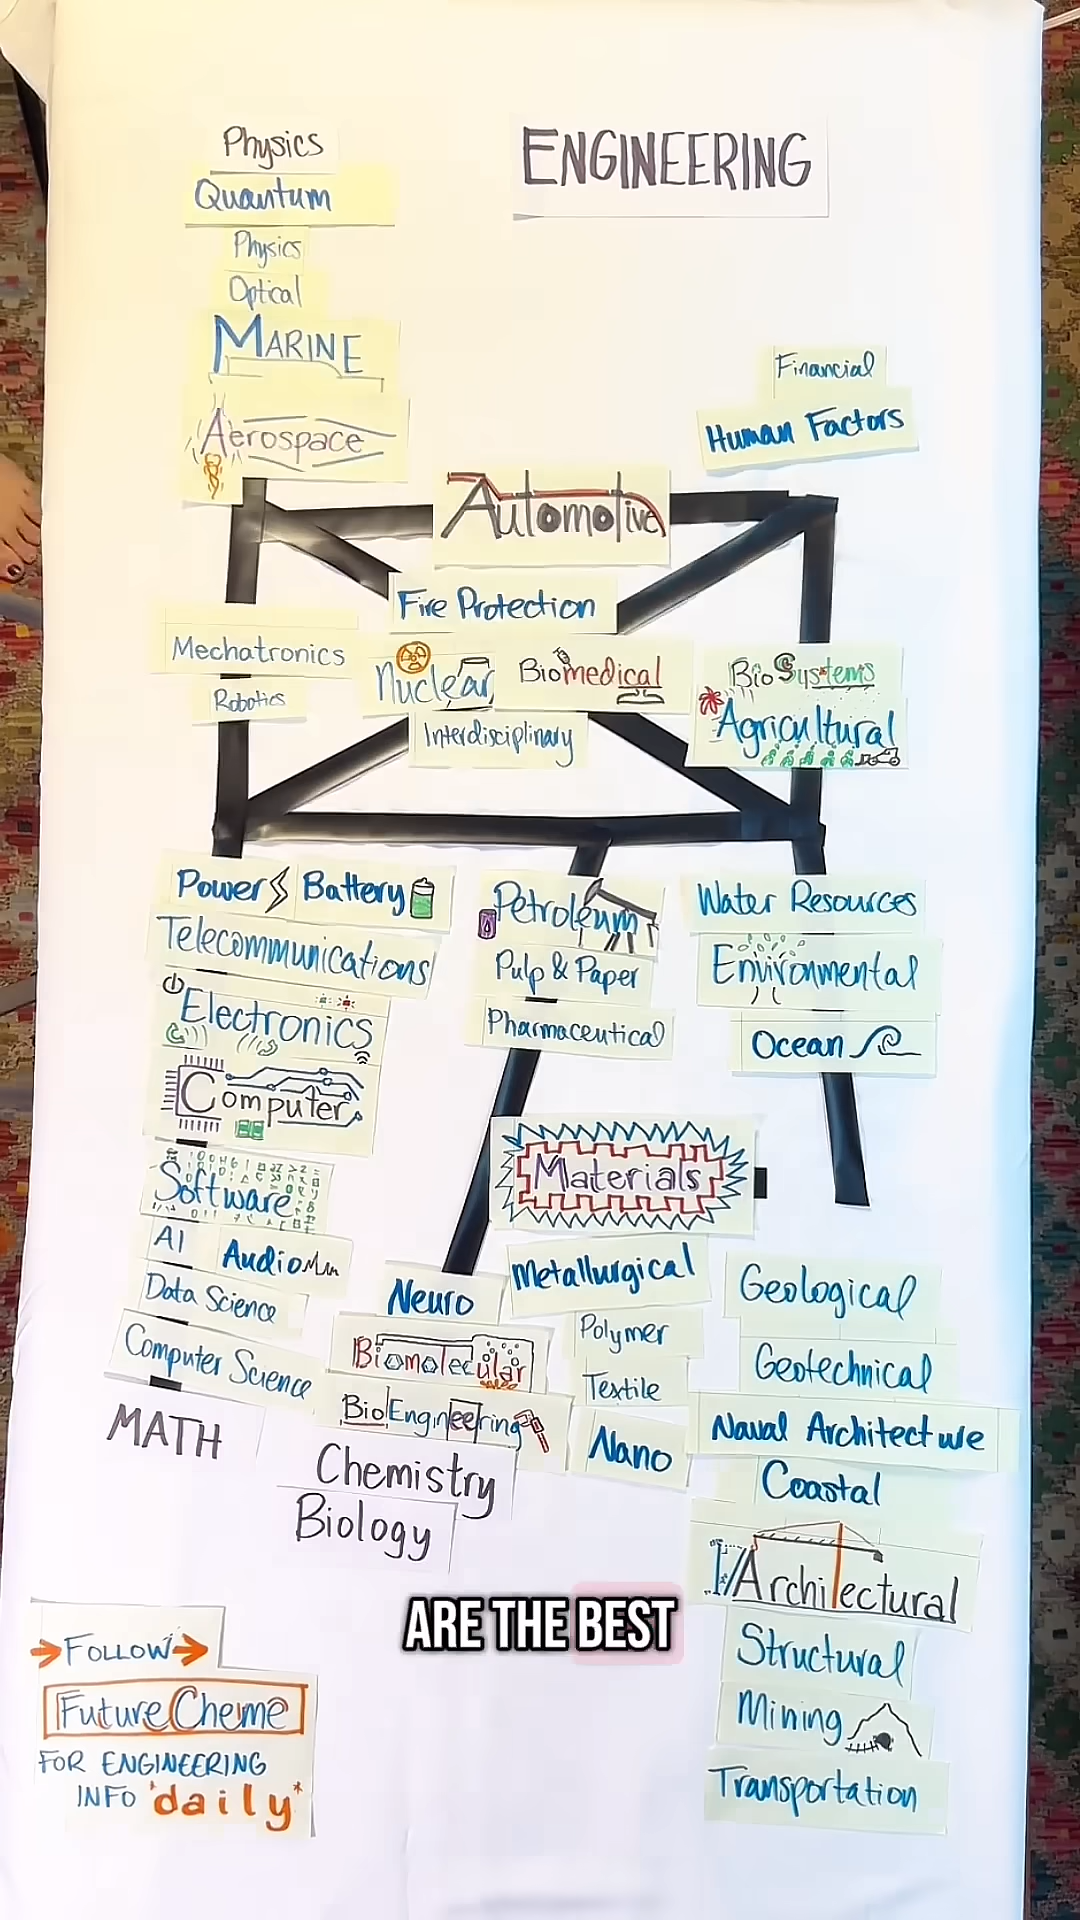 Physics
ENGINEERING
Quantum
Physics
Optical
MARINE
Aerospace
Financial
Human Factors
Automotive
Fire Protection
Mechatronics
Robotics
Nuclear
Biomedical
Interdisciplinary
BioSystems
Agricultural
Power Battery
Telecommunications
Electronics
Computer
Software
AI Audio
Data Science
Computer Science
MATH
Petroleum
Pulp & Paper
Pharmaceutical
Water Resources
Environmental
Ocean
Materials
Metallurgical
Polymer
Textile
Nano
Neuro
Biomolecular
BioEngineering
Chemistry
Biology
Geological
Geotechnical
Naval Architecture
Coastal
Architectural
Structural
Mining
Transportation
ARE THE BEST
FOLLOW
FutureCheme
FOR ENGINEERING
INFO *daily*